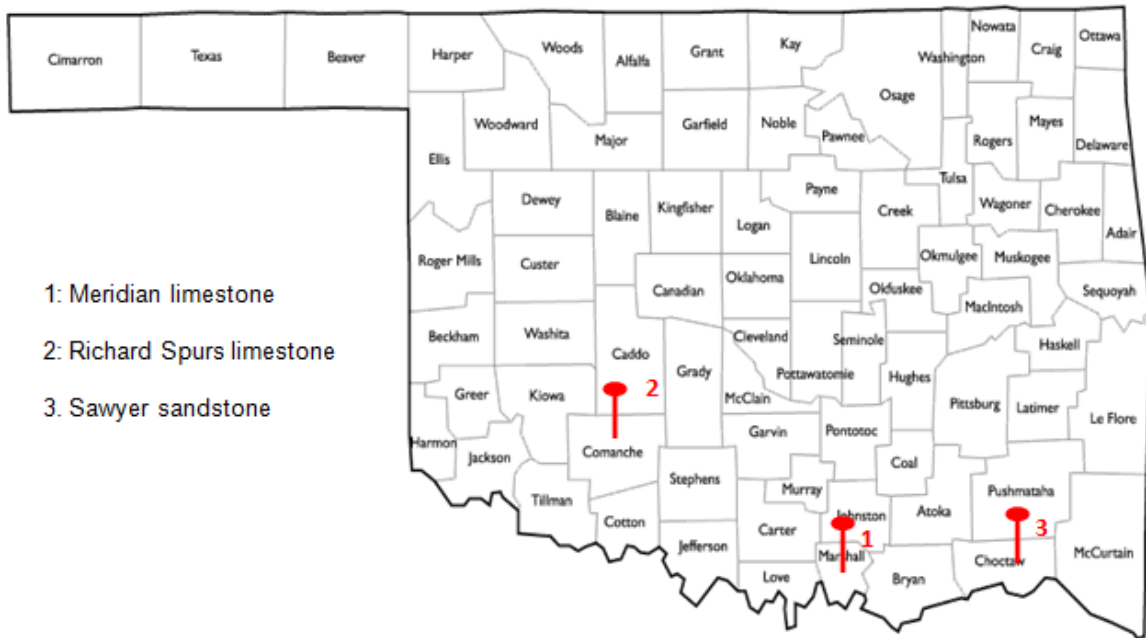 Cimarron Texas Beaver Harper Woods Alfalfa Grant Kay Nowata Craig Ottawa
Washington
Osage
Woodward Major Garfield Noble Pawnee Rogers Mayes Delaware
Ellis
Dewey Blaine Kingfisher Logan Payne Creek Tulsa Wagoner Cherokee Adair
Roger Mills Custer Canadian Oklahoma Lincoln Okmulgee Muskogee
Okfuskee MacIntosh Sequoyah
1: Meridian limestone
2: Richard Spurs limestone
3. Sawyer sandstone
Beckham Washita Caddo Grady Cleveland Seminole Haskell
McClain Pottawatomie Hughes Pittsburg Latimer Le Flore
2
Greer Kiowa
Harmon Jackson Comanche Garvin Pontotoc Coal
Tillman Stephens Murray Johnston Atoka Pushmataha
Cotton Carter 1 3
Jefferson Marshall Choctaw McCurtain
Love Bryan